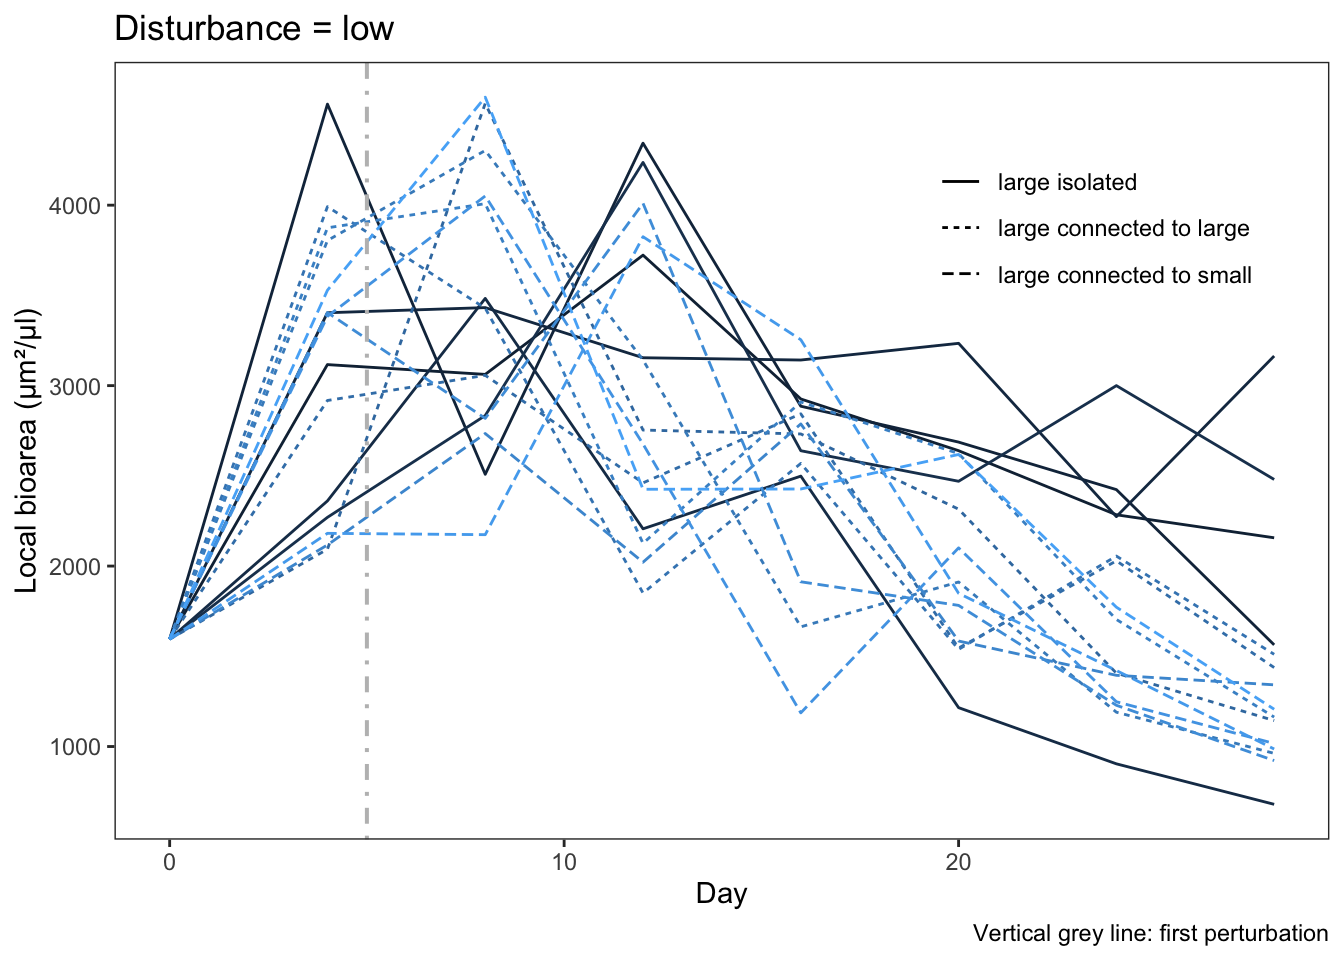 Disturbance = low
Local bioarea (µm²/µl)
4000
3000
2000
1000
large isolated
large connected to large
large connected to small
0
10
20
Day
Vertical grey line: first perturbation